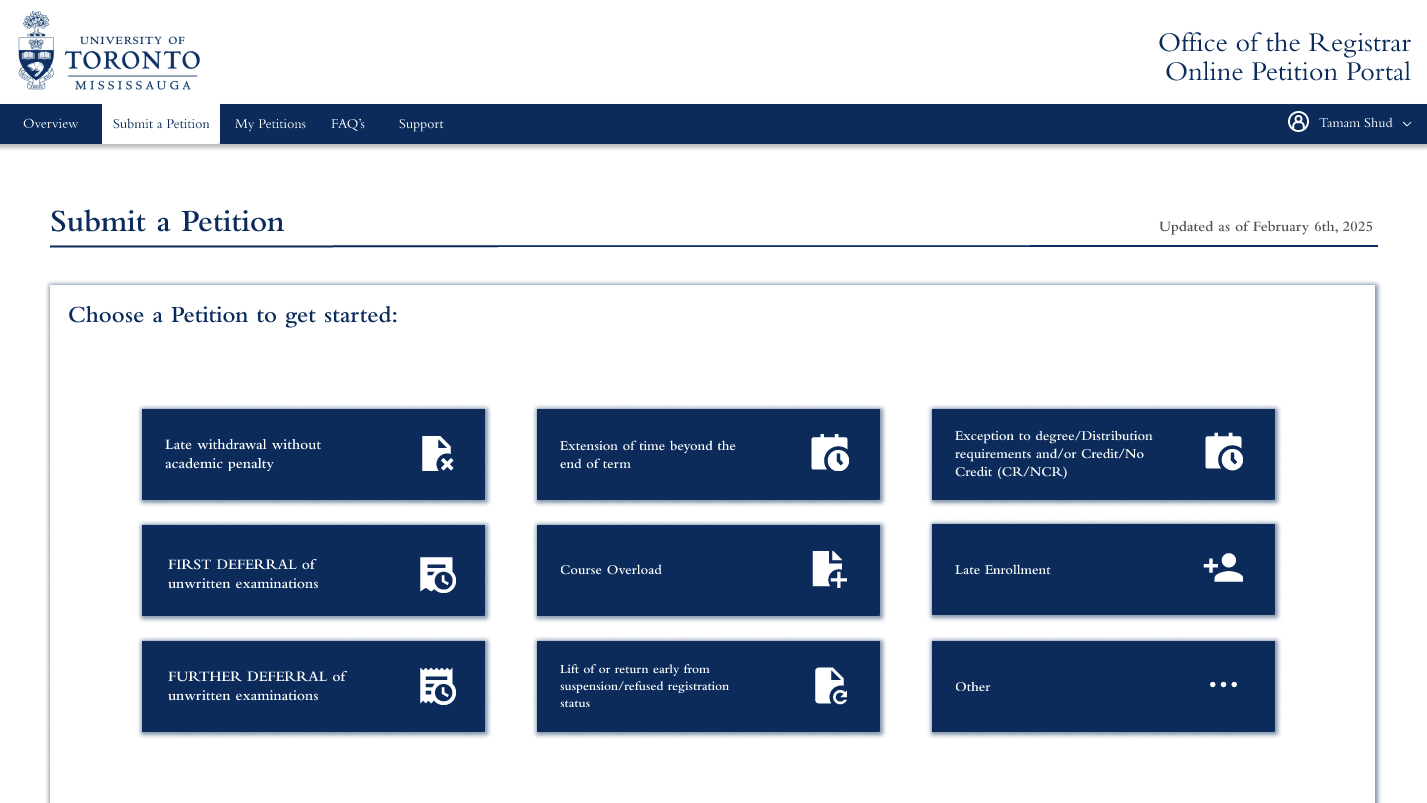 UNIVERSITY OF
TORONTO
MISSISSAUGA
Office of the Registrar
Online Petition Portal
Overview
Submit a Petition
My Petitions
FAQ's
Support
Tamam Shud
Submit a Petition
Updated as of February 6th, 2025
Choose a Petition to get started:
Late withdrawal without
academic penalty
Extension of time beyond the
end of term
Exception to degree/Distribution
requirements and/or Credit/No
Credit (CR/NCR)
FIRST DEFERRAL of
unwritten examinations
Course Overload
Late Enrollment
FURTHER DEFERRAL of
unwritten examinations
Lift of or return early from
suspension/refused registration
status
Other